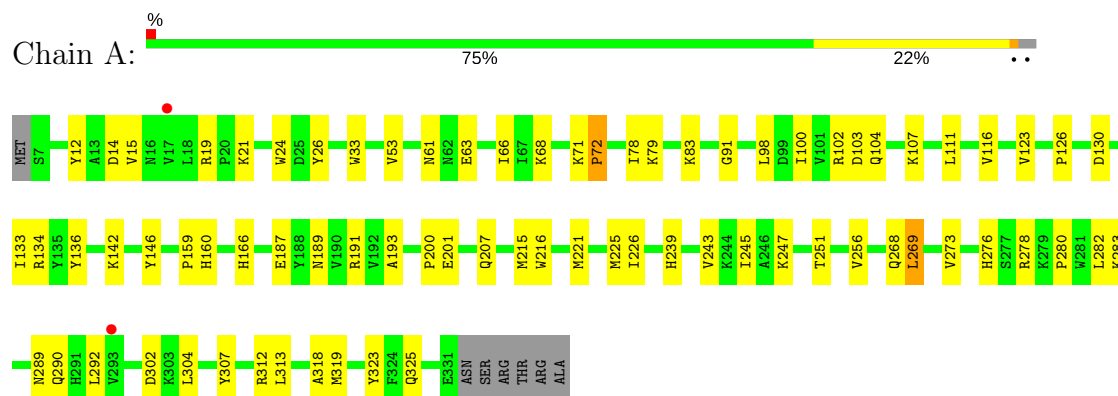 %
Chain A:
75% 22% • •
MET S7 Y12 A13 D14 V15 N16 V17 L18 R19 P20 K21 W24 D25 Y26 W33 V53 N61 N62 E63 I66 I67 K68 K71 P72 I78 K79 K83 G91 L98 D99 I100 V101 R102 D103 Q104 K107 L111 V116 V123 P126 D130
I133 R134 Y135 Y136 K142 Y146 P159 H160 H166 E187 Y188 N189 V190 R191 V192 A193 P200 E201 Q207 M215 W216 M221 M225 I226 H239 V243 K244 I245 A246 K247 T251 V256 Q268 L269 V273 H276 S277 R278 K279 P280 W281 L282 K283
N289 Q290 H291 L292 V293 D302 K303 L304 Y307 R312 L313 A318 M319 Y323 F324 Q325 E331 ASN SER ARG THR ARG ALA